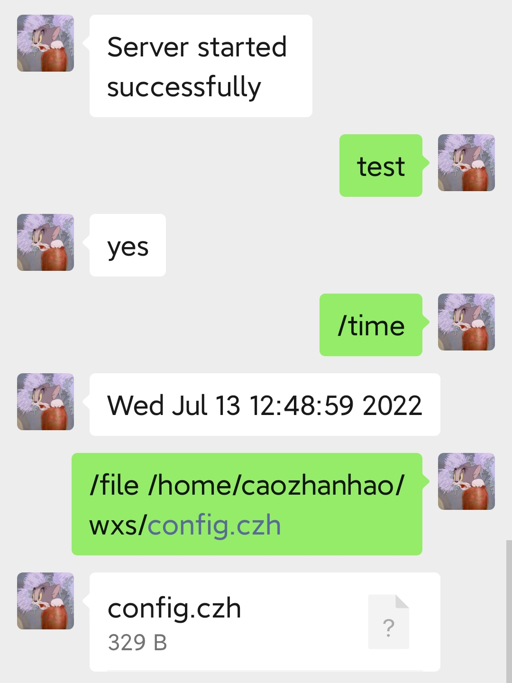 Server started
successfully
test
yes
/time
Wed Jul 13 12:48:59 2022
/file /home/caozhanhao/
wxs/config.czh
config.czh
329 B
?